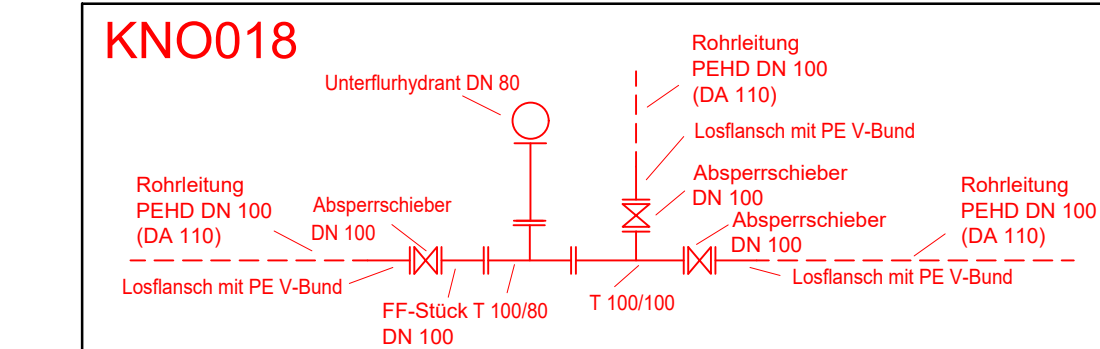 KNO018
Unterflurhydrant DN 80
Rohrleitung
PEHD DN 100
(DA 110)
Losflansch mit PE V-Bund
Absperrschieber
DN 100
Rohrleitung
PEHD DN 100
(DA 110)
Absperrschieber
DN 100
Absperrschieber
DN 100
Rohrleitung
PEHD DN 100
(DA 110)
Losflansch mit PE V-Bund
Losflansch mit PE V-Bund
FF-Stück
DN 100
T 100/80
T 100/100